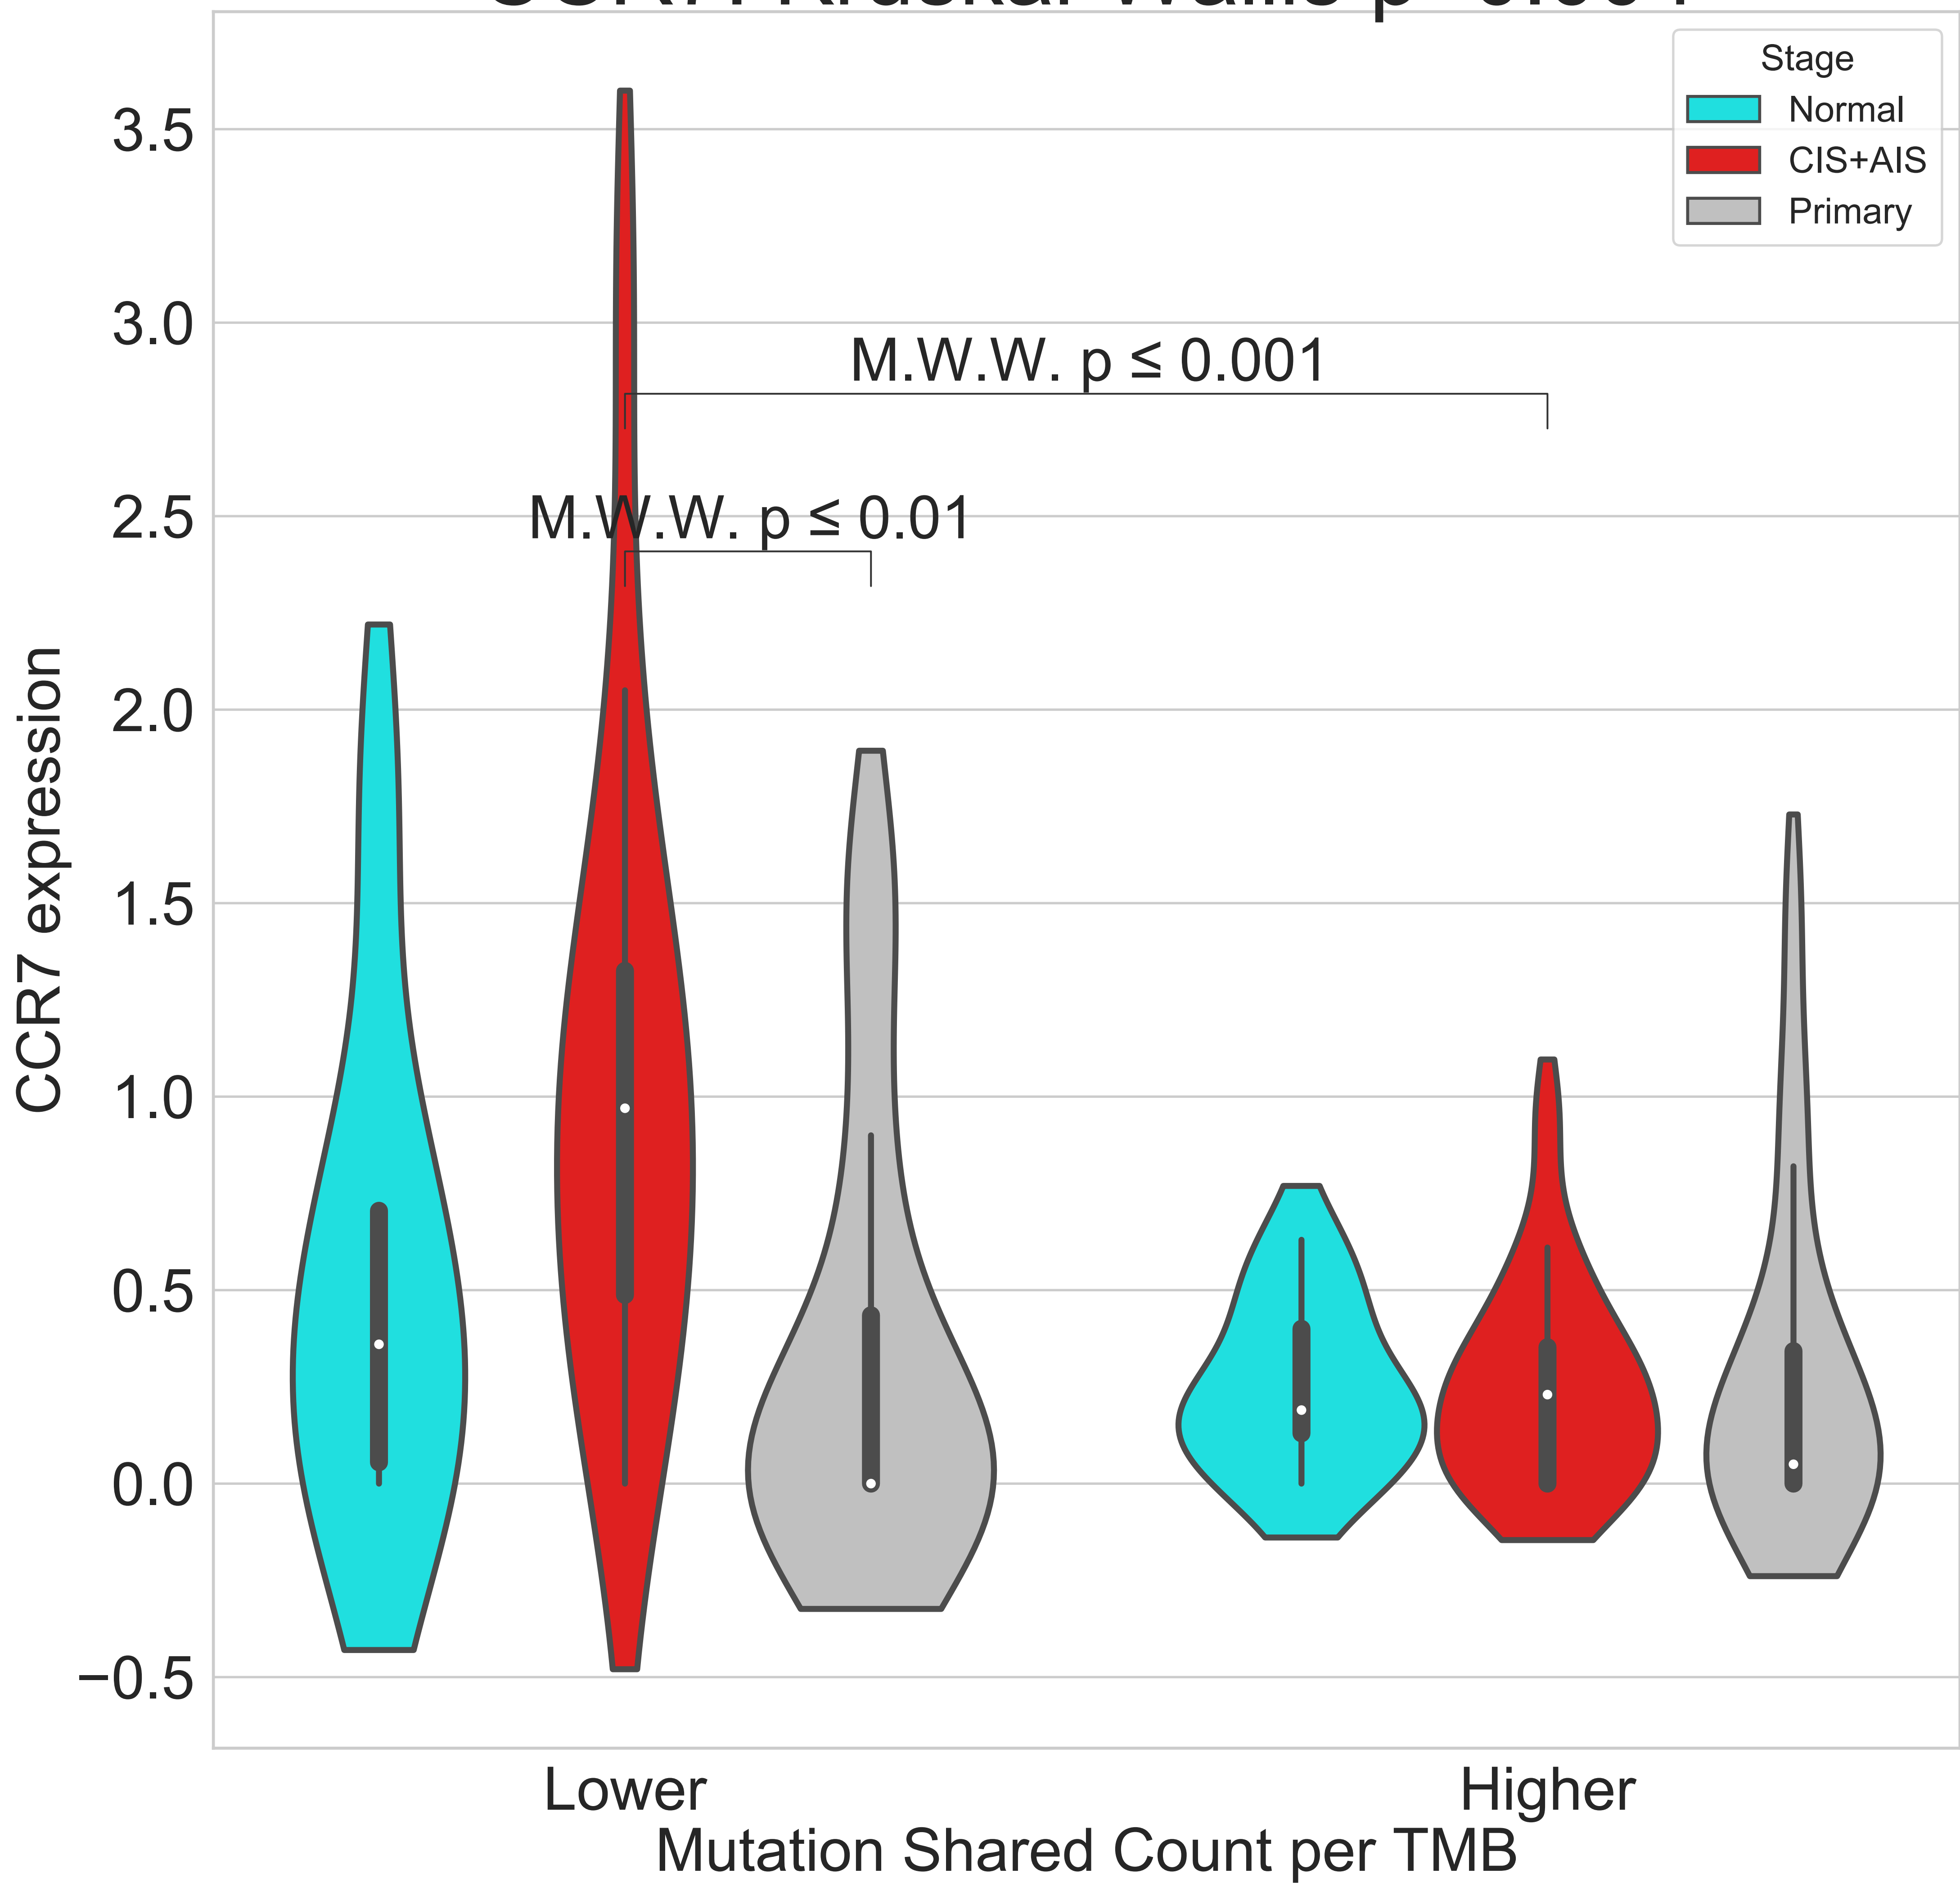 Stage
Normal
CIS+AIS
Primary
3.5
3.0
2.5
2.0
1.5
1.0
0.5
0.0
−0.5
M.W.W. p ≤ 0.001
M.W.W. p ≤ 0.01
CCR7 expression
Lower
Higher
Mutation Shared Count per TMB